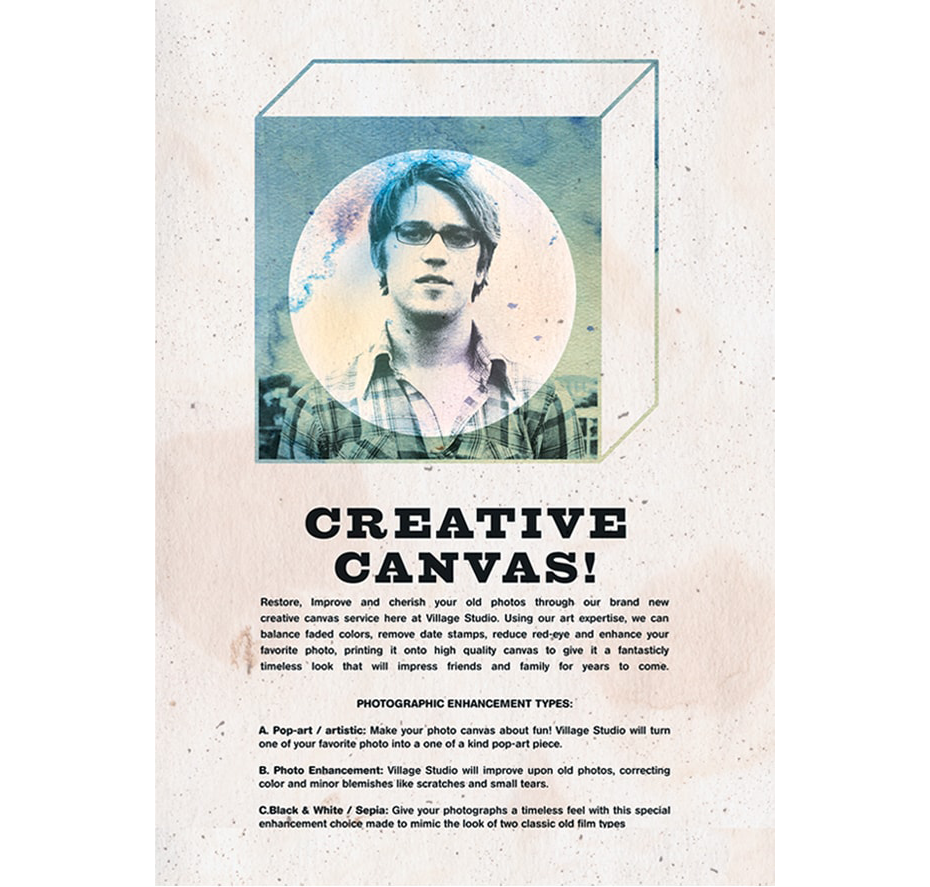 CREATIVE
CANVAS!
Restore, Improve and cherish your old photos through our brand new
creative canvas service here at Village Studio. Using our art expertise, we can
balance faded colors, remove date stamps, reduce red-eye and enhance your
favorite photo, printing it onto high quality canvas to give it a fantasticly
timeless look that will impress friends and family for years to come.
PHOTOGRAPHIC ENHANCEMENT TYPES:
A. Pop-art / artistic: Make your photo canvas about fun! Village Studio will turn
one of your favorite photo into a one of a kind pop-art piece.
B. Photo Enhancement: Village Studio will improve upon old photos, correcting
color and minor blemishes like scratches and small tears.
C.Black & White / Sepia: Give your photographs a timeless feel with this special
enhancement choice made to mimic the look of two classic old film types